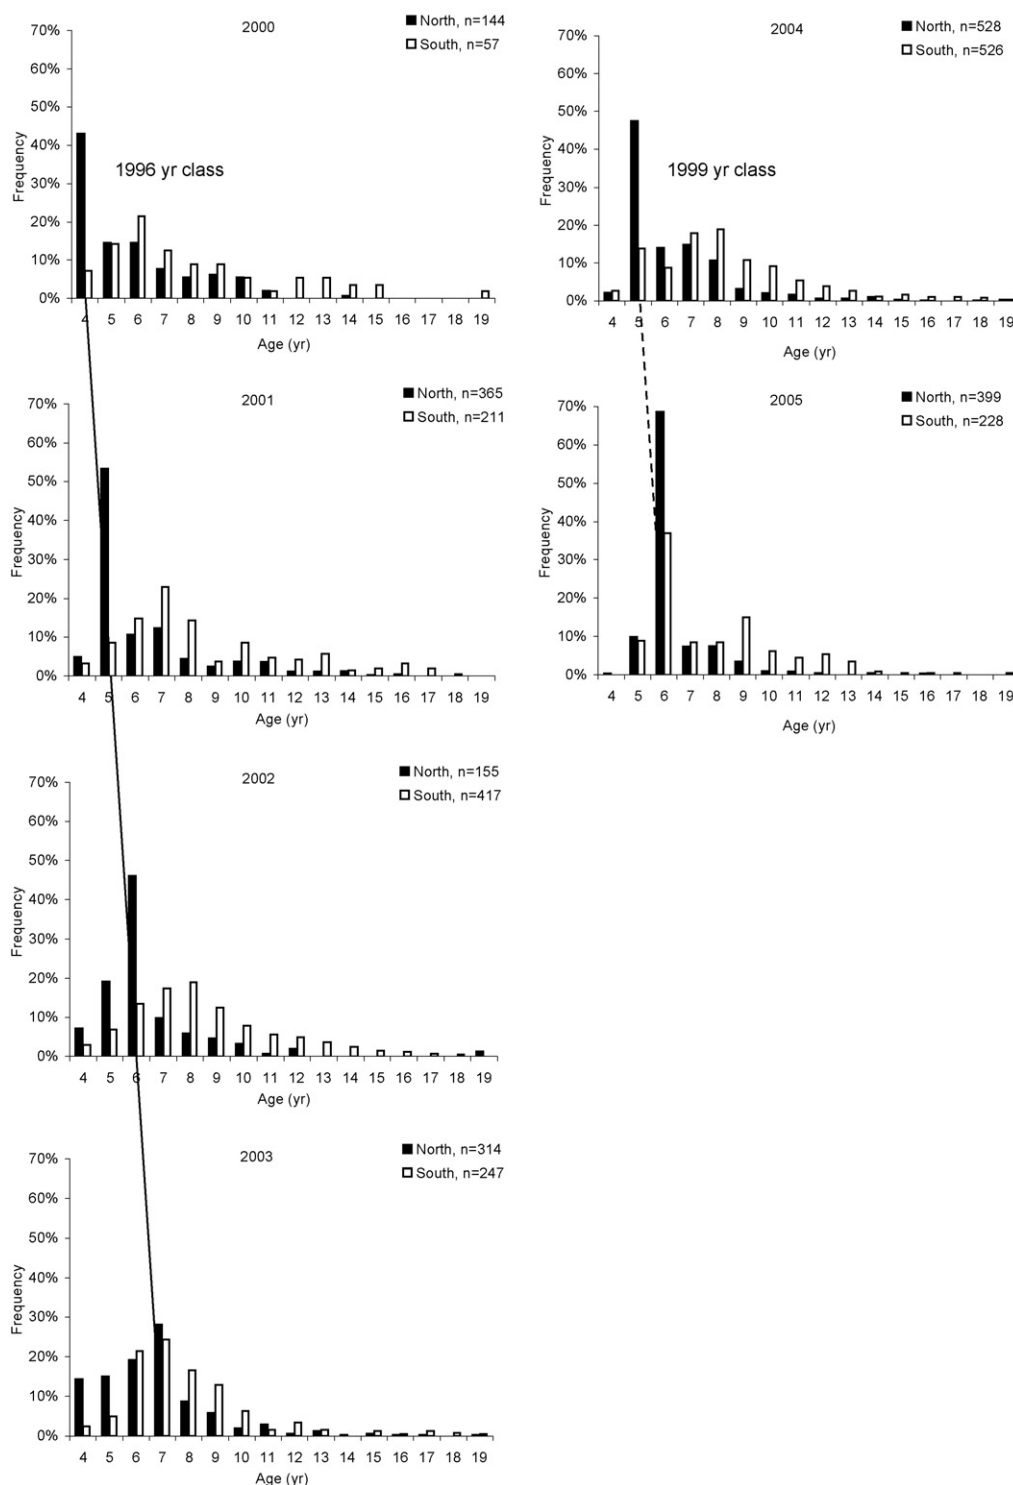 2000
North, n=144
South, n=57
70%
60%
50%
40%
30%
20%
10%
0%
Frequency
1996 yr class
4 5 6 7 8 9 10 11 12 13 14 15 16 17 18 19
Age (yr)
2001
North, n=365
South, n=211
70%
60%
50%
40%
30%
20%
10%
0%
Frequency
4 5 6 7 8 9 10 11 12 13 14 15 16 17 18 19
Age (yr)
2002
North, n=155
South, n=417
70%
60%
50%
40%
30%
20%
10%
0%
Frequency
4 5 6 7 8 9 10 11 12 13 14 15 16 17 18 19
Age (yr)
2003
North, n=314
South, n=247
70%
60%
50%
40%
30%
20%
10%
0%
Frequency
4 5 6 7 8 9 10 11 12 13 14 15 16 17 18 19
Age (yr)
2004
North, n=528
South, n=526
70%
60%
50%
40%
30%
20%
10%
0%
Frequency
1999 yr class
4 5 6 7 8 9 10 11 12 13 14 15 16 17 18 19
Age (yr)
2005
North, n=399
South, n=228
70%
60%
50%
40%
30%
20%
10%
0%
Frequency
4 5 6 7 8 9 10 11 12 13 14 15 16 17 18 19
Age (yr)